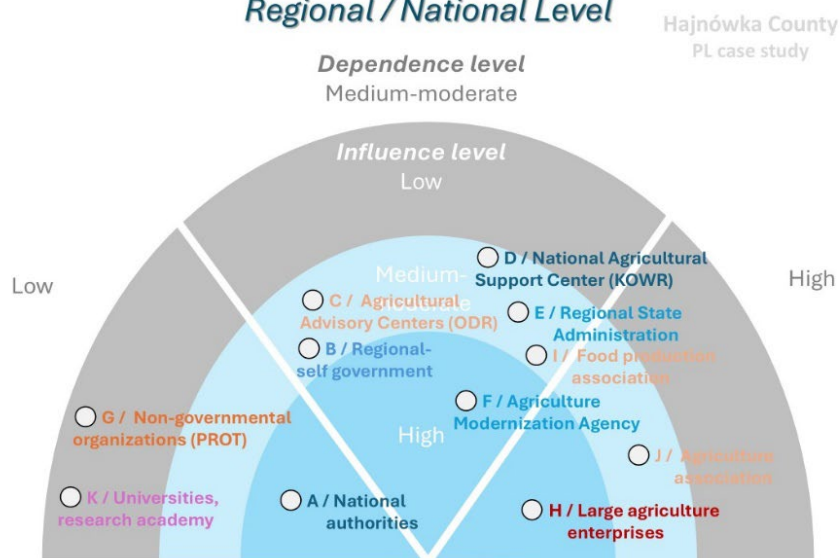 Regional / National Level
Hajnówka County
PL case study
Dependence level
Medium-moderate
Influence level
Low
Low
High
Medium-
moderate
D / National Agricultural
Support Center (KOWR)
C / Agricultural
Advisory Centers (ODR)
E / Regional State
Administration
B / Regional-
self government
I / Food production
association
F / Agriculture
Modernization Agency
G / Non-governmental
organizations (PROT)
High
J / Agriculture
association
K / Universities,
research academy
A / National
authorities
H / Large agriculture
enterprises